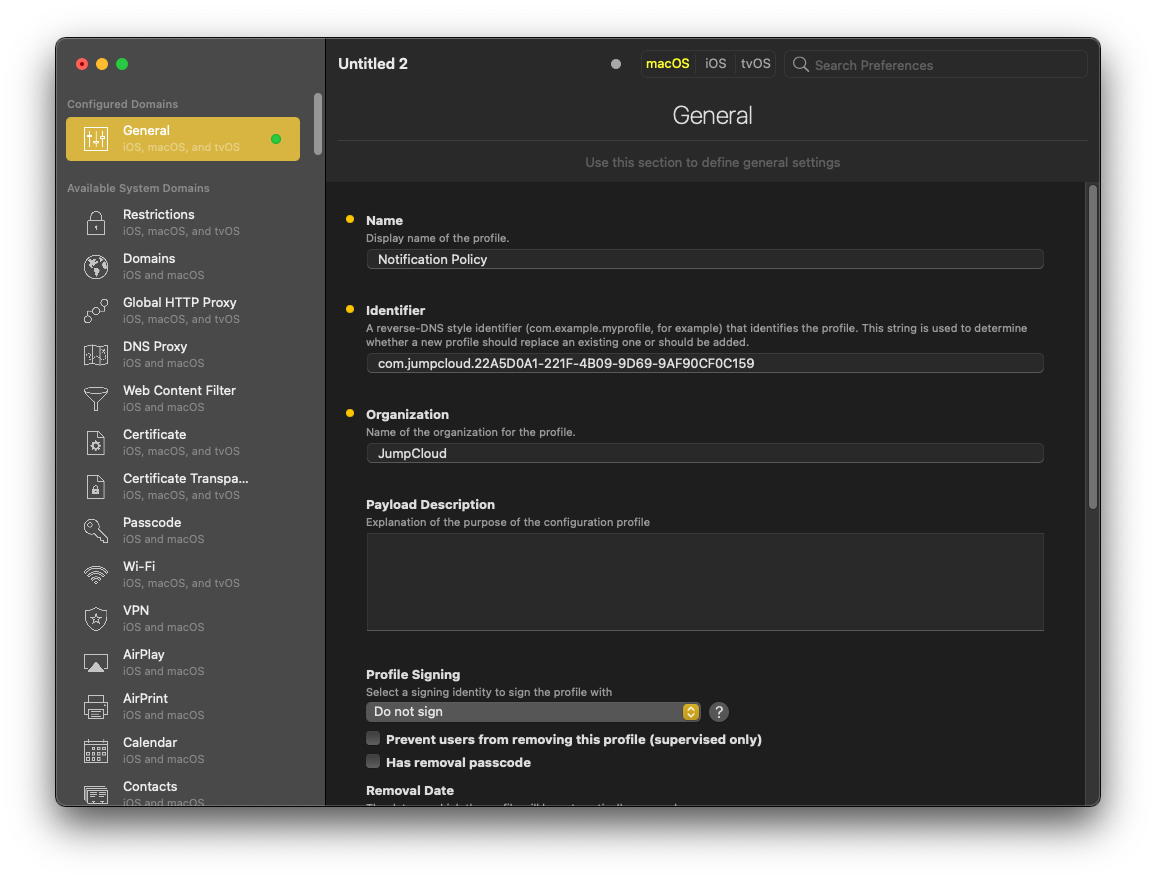 Untitled 2
macOS
iOS
tvOS
Search Preferences
Configured Domains
General
iOS, macOS, and tvOS
Available System Domains
Restrictions
iOS, macOS, and tvOS
Domains
iOS and macOS
Global HTTP Proxy
iOS, macOS, and tvOS
DNS Proxy
iOS and macOS
Web Content Filter
iOS and macOS
Certificate
iOS, macOS, and tvOS
Certificate Transpa...
iOS, macOS, and tvOS
Passcode
iOS and macOS
Wi-Fi
iOS, macOS, and tvOS
VPN
iOS and macOS
AirPlay
iOS and macOS
AirPrint
iOS and macOS
Calendar
iOS and macOS
Contacts
iOS and macOS
General
Use this section to define general settings
Name
Display name of the profile.
Notification Policy
Identifier
A reverse-DNS style identifier (com.example.myprofile, for example) that identifies the profile. This string is used to determine
whether a new profile should replace an existing one or should be added.
com.jumpcloud.22A5D0A1-221F-4B09-9D69-9AF90CF0C159
Organization
Name of the organization for the profile.
JumpCloud
Payload Description
Explanation of the purpose of the configuration profile
Profile Signing
Select a signing identity to sign the profile with
Do not sign
?
Prevent users from removing this profile (supervised only)
Has removal passcode
Removal Date